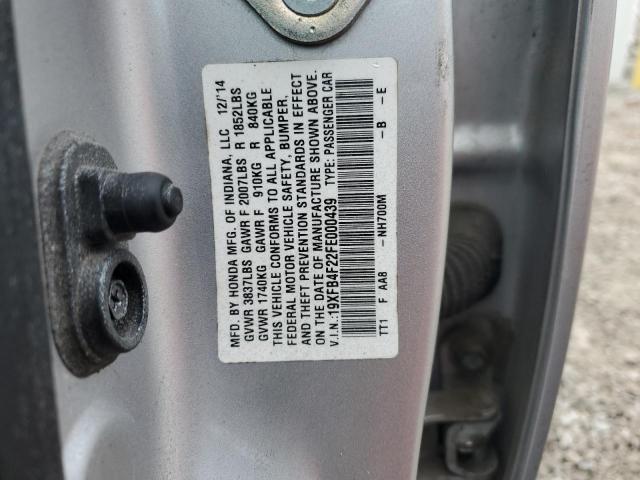 MFD. BY HONDA MFG. OF INDIANA, LLC 12/'14
GVWR 3837LBS GAWR F 2007LBS R 1852LBS
GVWR 1740KG GAWR F 910KG R 840KG
THIS VEHICLE CONFORMS TO ALL APPLICABLE
FEDERAL MOTOR VEHICLE SAFETY, BUMPER,
AND THEFT PREVENTION STANDARDS IN EFFECT
ON THE DATE OF MANUFACTURE SHOWN ABOVE.
V.I.N.:19XFB4F22FE000439 TYPE: PASSENGER CAR
TT1 F AA8 -NH700M -B -E